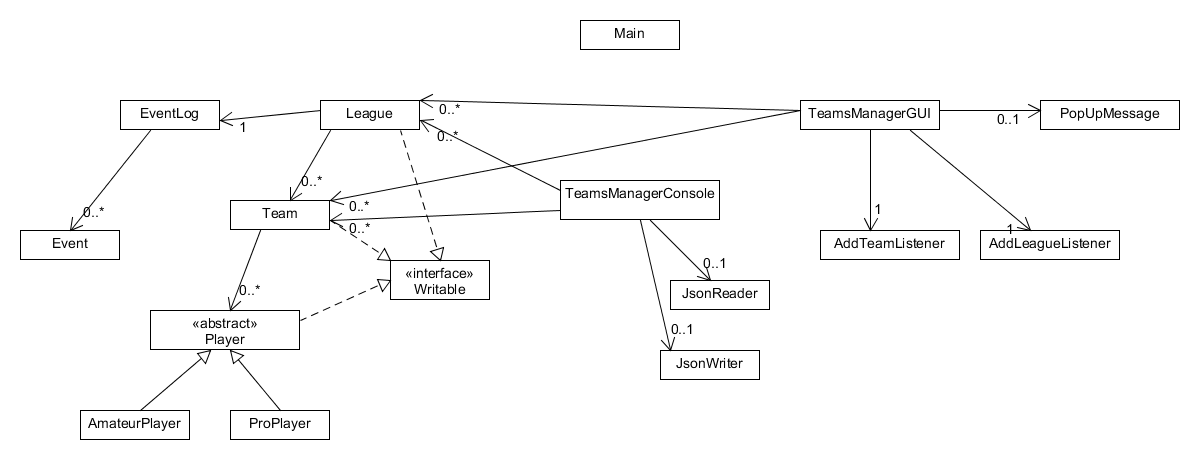 Main
EventLog
League
TeamsManagerGUI
PopUpMessage
1
0..*
0..*
0..1
0..*
TeamsManagerConsole
0..*
0..*
0..*
Team
1
1
Event
AddTeamListener
AddLeagueListener
«interface»
Writable
0..1
0..*
JsonReader
«abstract»
Player
0..1
JsonWriter
AmateurPlayer
ProPlayer